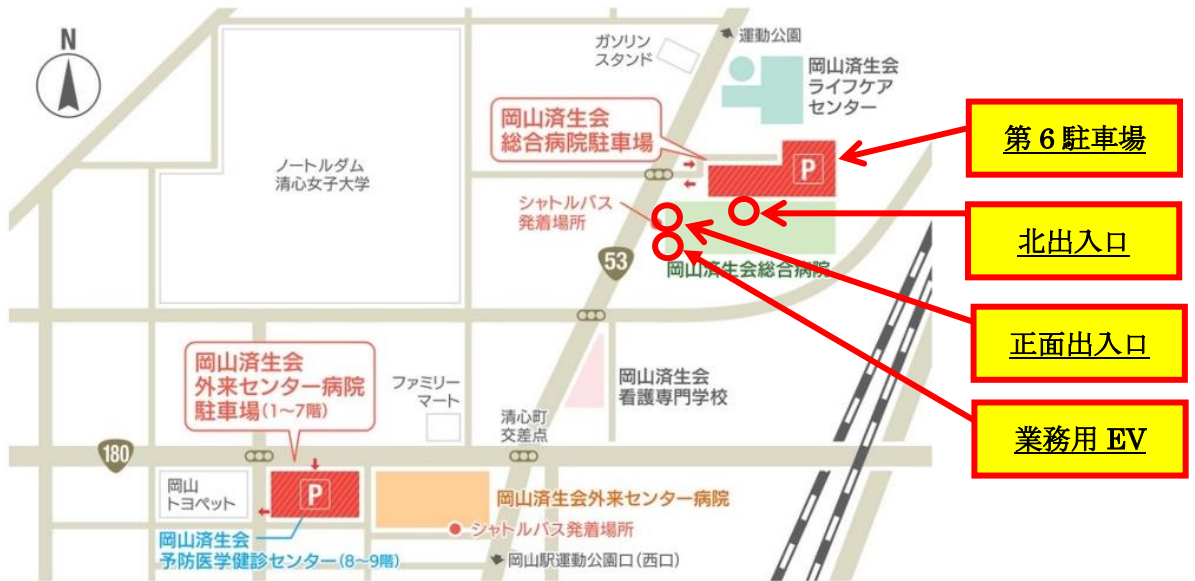 N
ガソリン
スタンド
運動公園
岡山済生会
ライフケア
センター
岡山済生会
総合病院駐車場
P
第6駐車場
ノートルダム
清心女子大学
シャトルバス
発着場所
北出入口
53
岡山済生会総合病院
正面出入口
岡山済生会
外来センター病院
駐車場(1~7階)
ファミリー
マート
岡山済生会
看護専門学校
清心町
交差点
業務用 EV
180
岡山
トヨペット
P
岡山済生会外来センター病院
シャトルバス発着場所
岡山済生会
予防医学健診センター(8~9階)
岡山駅運動公園口(西口)